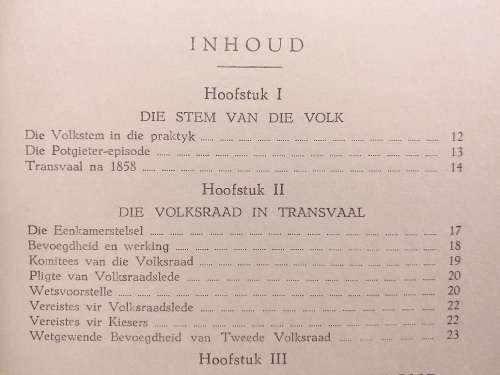 INHOUD
Hoofstuk I
DIE STEM VAN DIE VOLK
Die Volkstem in die praktyk 12
Die Potgieter-episode 13
Transvaal na 1858 14
Hoofstuk II
DIE VOLKSRAAD IN TRANSVAAL
Die Eenkamerstelsel 17
Bevoegdheid en werking 18
Komitees van die Volksraad 19
Pligte van Volksraadslede 20
Wetsvoorstelle 20
Vereistes vir Volksraadslede 22
Vereistes vir Kiesers 22
Wetgewende Bevoegdheid van Tweede Volksraad 23
Hoofstuk III